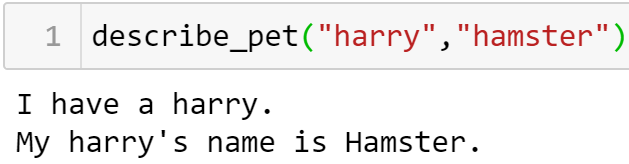 1 describe_pet("harry","hamster")
I have a harry.
My harry's name is Hamster.